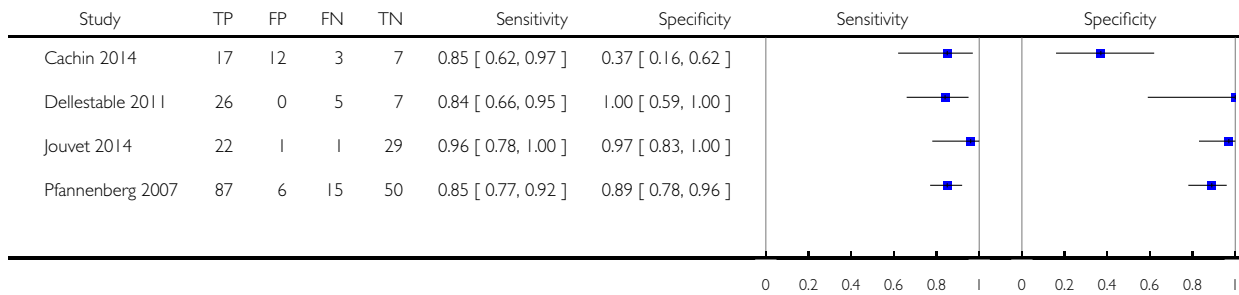 Study TP FP FN TN Sensitivity Specificity Sensitivity Specificity
Cachin 2014 17 12 3 7 0.85 [ 0.62, 0.97 ] 0.37 [ 0.16, 0.62 ]
Dellestable 2011 26 0 5 7 0.84 [ 0.66, 0.95 ] 1.00 [ 0.59, 1.00 ]
Jouvet 2014 22 1 1 29 0.96 [ 0.78, 1.00 ] 0.97 [ 0.83, 1.00 ]
Pfannenberg 2007 87 6 15 50 0.85 [ 0.77, 0.92 ] 0.89 [ 0.78, 0.96 ]
0 0.2 0.4 0.6 0.8 1 0 0.2 0.4 0.6 0.8 1